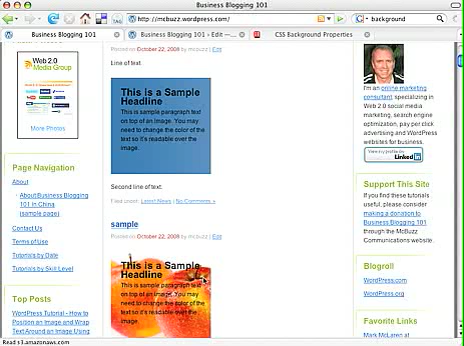 Business Blogging 101
http://mcbuzz.wordpress.com/
background
Business Blogging 101
Business Blogging 101 › Edit —...
CSS Background Properties
Web 2.0
Media Group
More Photos
Page Navigation
About
About Business Blogging
101 in China
(sample page)
Contact Us
Terms of Use
Tutorials by Date
Tutorials by Skill Level
Top Posts
WordPress Tutorial - How to
Position an Image and Wrap
Text Around an Image Using
Posted on October 22, 2008 by mcbuzz | Edit
Line of text
This is a Sample
Headline
This is sample paragraph text
on top of an image. You may
need to change the color of the
text so it's readable over the
image.
Second line of text.
Filed under: Latest News | No Comments »
sample
Posted on October 22, 2008 by mcbuzz | Edit
This is a Sample
Headline
This is sample paragraph text
on top of an image. You may
need to change the color of the
text so it's readable over the
image.
I'm an online marketing
consultant specializing in
Web 2.0 social media
marketing, search engine
optimization, pay per click
advertising and WordPress
websites for business.
View my profile on
LinkedIn
Support This Site
If you find these tutorials
useful, please consider
making a donation to
Business Blogging 101
through the McBuzz
Communications website.
Blogroll
WordPress.com
WordPress.org
Favorite Links
Mark McLaren at
Read s3.amazonaws.com